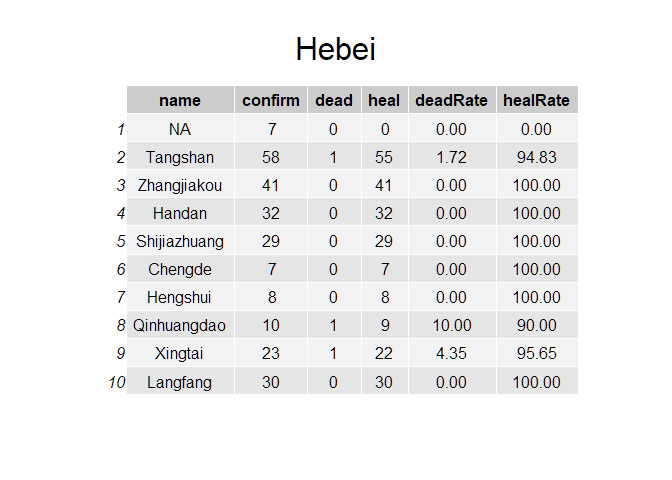 Hebei
name confirm dead heal deadRate healRate
1 NA 7 0 0 0.00 0.00
2 Tangshan 58 1 55 1.72 94.83
3 Zhangjiakou 41 0 41 0.00 100.00
4 Handan 32 0 32 0.00 100.00
5 Shijiazhuang 29 0 29 0.00 100.00
6 Chengde 7 0 7 0.00 100.00
7 Hengshui 8 0 8 0.00 100.00
8 Qinhuangdao 10 1 9 10.00 90.00
9 Xingtai 23 1 22 4.35 95.65
10 Langfang 30 0 30 0.00 100.00